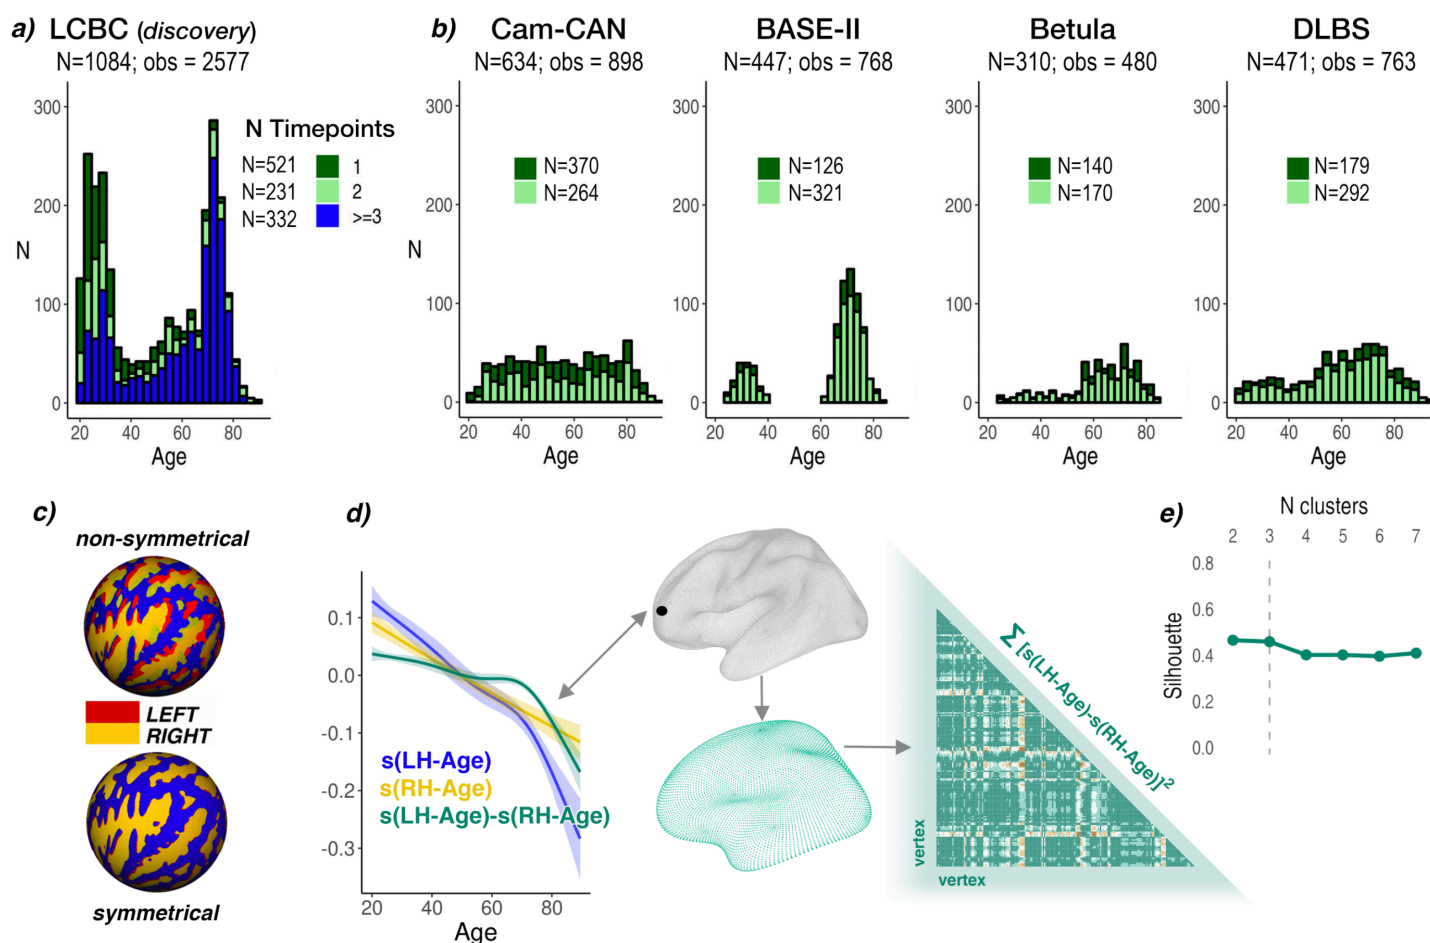 a) LCBC (discovery)
N=1084; obs = 2577
300
200
100
0
N
20 40 60 80
Age
N Timepoints
N=521 1
N=231 2
N=332 >=3
b) Cam-CAN
N=634; obs = 898
300
200
100
0
N
N=370
N=264
20 40 60 80
Age
BASE-II
N=447; obs = 768
300
200
100
0
N=126
N=321
20 40 60 80
Age
Betula
N=310; obs = 480
300
200
100
0
N=140
N=170
20 40 60 80
Age
DLBS
N=471; obs = 763
300
200
100
0
N=179
N=292
20 40 60 80
Age
c)
non-symmetrical
LEFT
RIGHT
symmetrical
d)
0.1
0.0
-0.1
-0.2
-0.3
s(LH-Age)
s(RH-Age)
s(LH-Age)-s(RH-Age)
20 40 60 80
Age
Σ [s(LH-Age)-s(RH-Age)]²
vertex
vertex
e)
N clusters
2 3 4 5 6 7
0.8
0.6
0.4
0.2
0.0
Silhouette